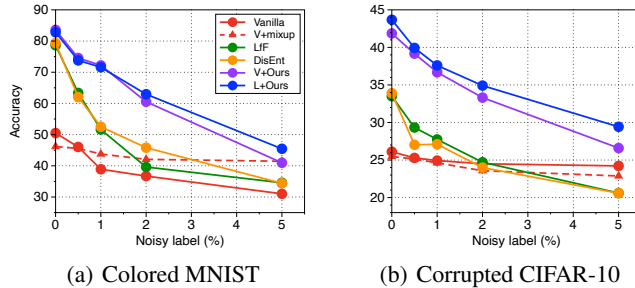 90
80
70
60
50
40
30
Accuracy
0 1 2 3 4 5
Noisy label (%)
Vanilla
V+mixup
LfF
DisEnt
V+Ours
L+Ours
(a) Colored MNIST
45
40
35
30
25
20
0 1 2 3 4 5
Noisy label (%)
(b) Corrupted CIFAR-10